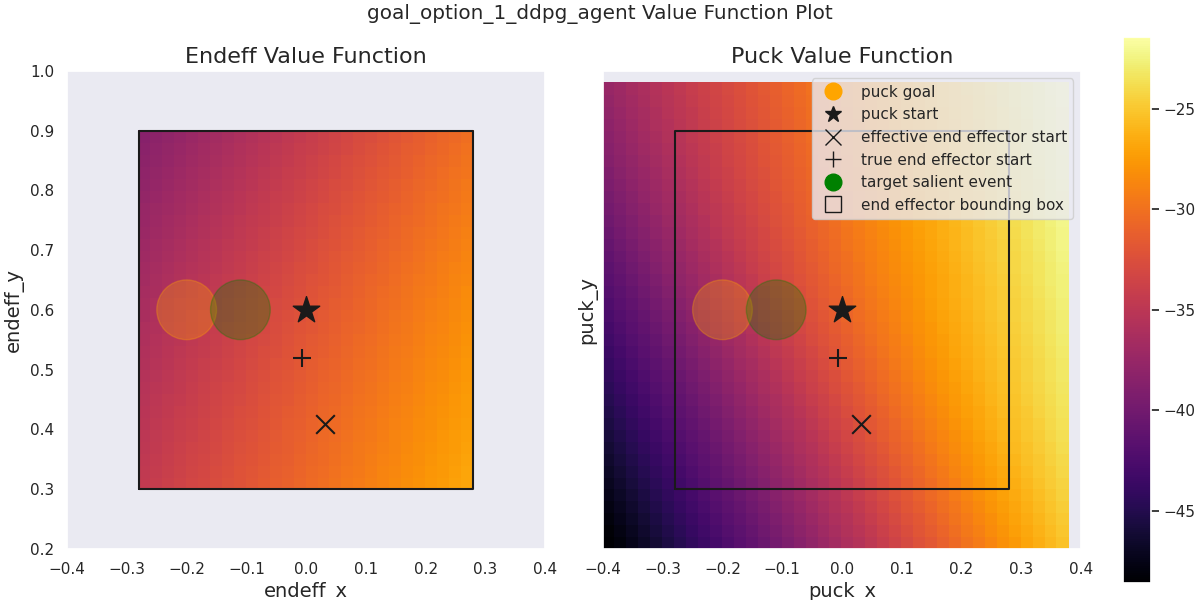 goal_option_1_ddpg_agent Value Function Plot
Endeff Value Function
1.0
0.9
0.8
0.7
0.6
0.5
0.4
0.3
0.2
endeff_y
−0.4 −0.3 −0.2 −0.1 0.0 0.1 0.2 0.3 0.4
endeff_x
Puck Value Function
puck goal
puck start
effective end effector start
true end effector start
target salient event
end effector bounding box
puck_y
−0.4 −0.3 −0.2 −0.1 0.0 0.1 0.2 0.3 0.4
puck_x
−25
−30
−35
−40
−45